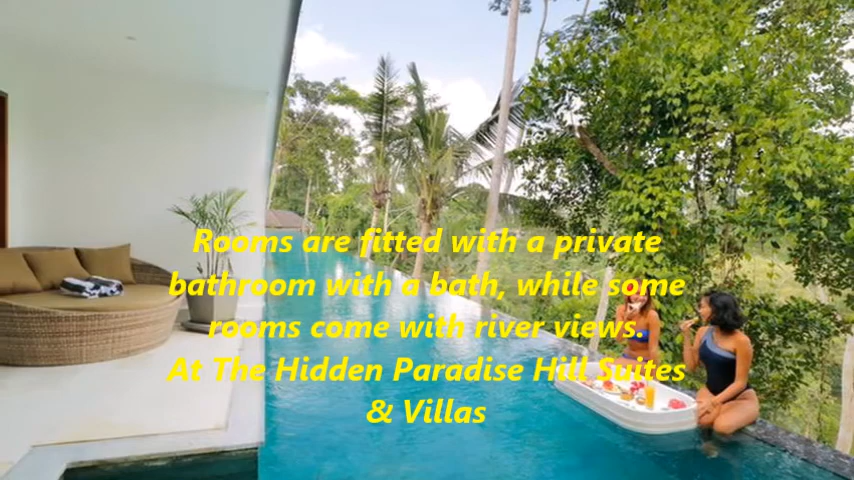 Rooms are fitted with a private
bathroom with a bath, while some
rooms come with river views.
At The Hidden Paradise Hill Suites
& Villas